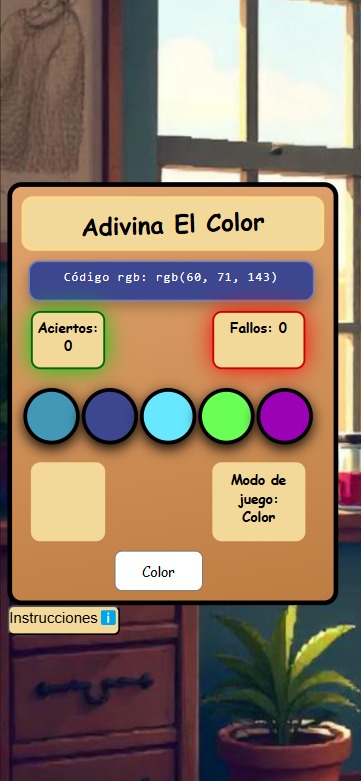 Adivina El Color
Código rgb: rgb(60, 71, 143)
Aciertos:
0
Fallos: 0
Modo de
juego:
Color
Color
Instrucciones ℹ️